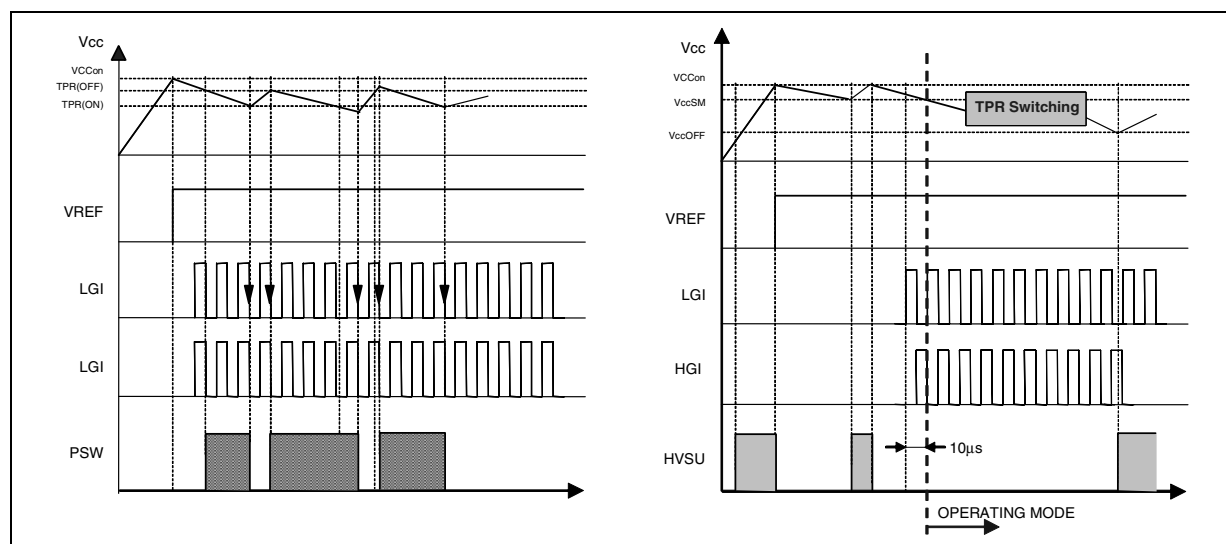 Vcc
VCCon
TPR(OFF)
TPR(ON)
VREF
LGI
LGI
PSW
Vcc
VCCon
VccSM
VccOFF
TPR Switching
VREF
LGI
HGI
HVSU
10μs
OPERATING MODE